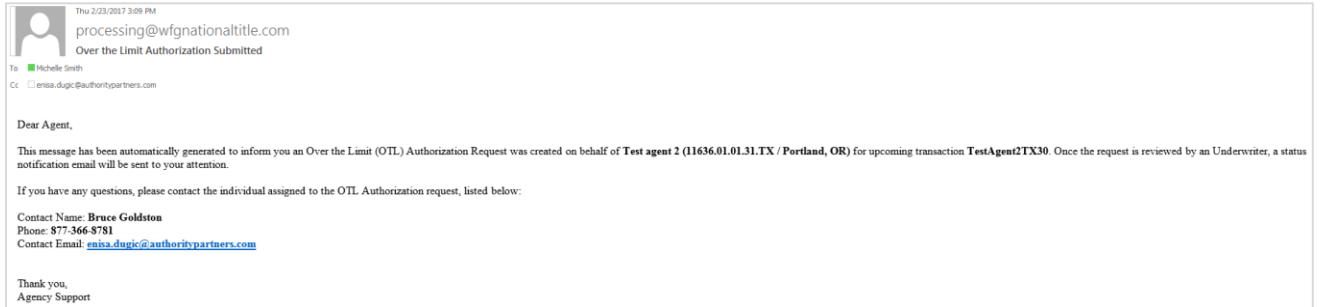 Thu 2/23/2017 3:09 PM
processing@wfgnationaltitle.com
Over the Limit Authorization Submitted
To Michelle Smith
Cc enisa.dugic@authoritypartners.com
Dear Agent,
This message has been automatically generated to inform you an Over the Limit (OTL) Authorization Request was created on behalf of Test agent 2 (11636.01.01.31.TX / Portland, OR) for upcoming transaction TestAgent2TX30. Once the request is reviewed by an Underwriter, a status
notification email will be sent to your attention.
If you have any questions, please contact the individual assigned to the OTL Authorization request, listed below:
Contact Name: Bruce Goldston
Phone: 877-366-8781
Contact Email: enisa.dugic@authoritypartners.com
Thank you,
Agency Support